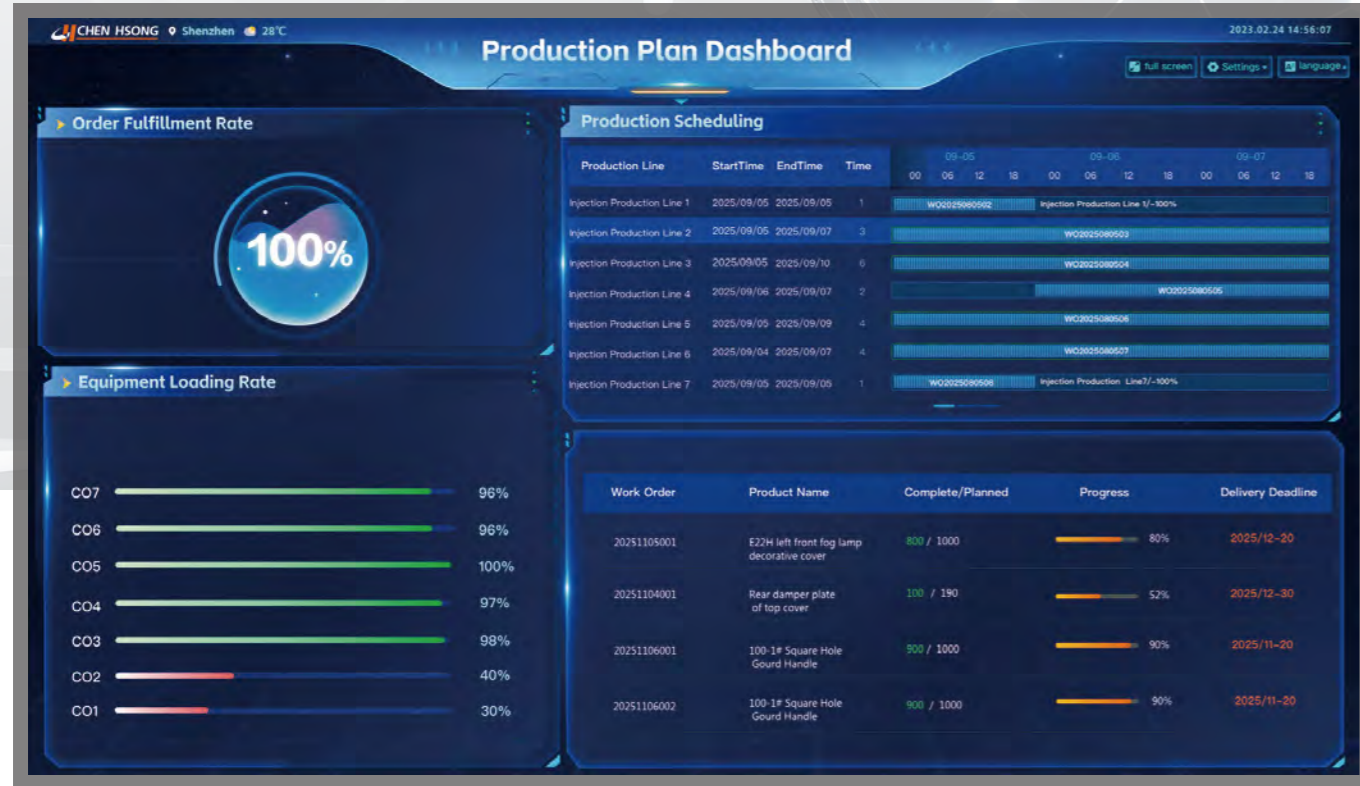 CHEN HSONG Shenzhen 28℃
2023.02.24 14:56:07
Production Plan Dashboard
full screen Settings language
Order Fulfillment Rate
100%
Production Scheduling
Production Line StartTime EndTime Time 09-05 09-06 09-07
00 06 12 18 00 06 12 18 00 06 12 18
Injection Production Line 1 2025/09/05 2025/09/05 1 WO2025080502 Injection Production Line 1/-100%
Injection Production Line 2 2025/09/05 2025/09/07 3 WO2025080503
Injection Production Line 3 2025/09/05 2025/09/10 6 WO2025080504
Injection Production Line 4 2025/09/06 2025/09/07 2 WO2025080505
Injection Production Line 5 2025/09/05 2025/09/09 4 WO2025080506
Injection Production Line 6 2025/09/04 2025/09/07 4 WO2025080507
Injection Production Line 7 2025/09/05 2025/09/05 1 WO2025080508 Injection Production Line7/-100%
Equipment Loading Rate
CO7 96%
CO6 96%
CO5 100%
CO4 97%
CO3 98%
CO2 40%
CO1 30%
Work Order Product Name Complete/Planned Progress Delivery Deadline
20251105001 E22H left front fog lamp 800 / 1000 80% 2025/12-20
decorative cover
20251104001 Rear damper plate 100 / 190 52% 2025/12-30
of top cover
20251106001 100-1# Square Hole 900 / 1000 90% 2025/11-20
Gourd Handle
20251106002 100-1# Square Hole 900 / 1000 90% 2025/11-20
Gourd Handle